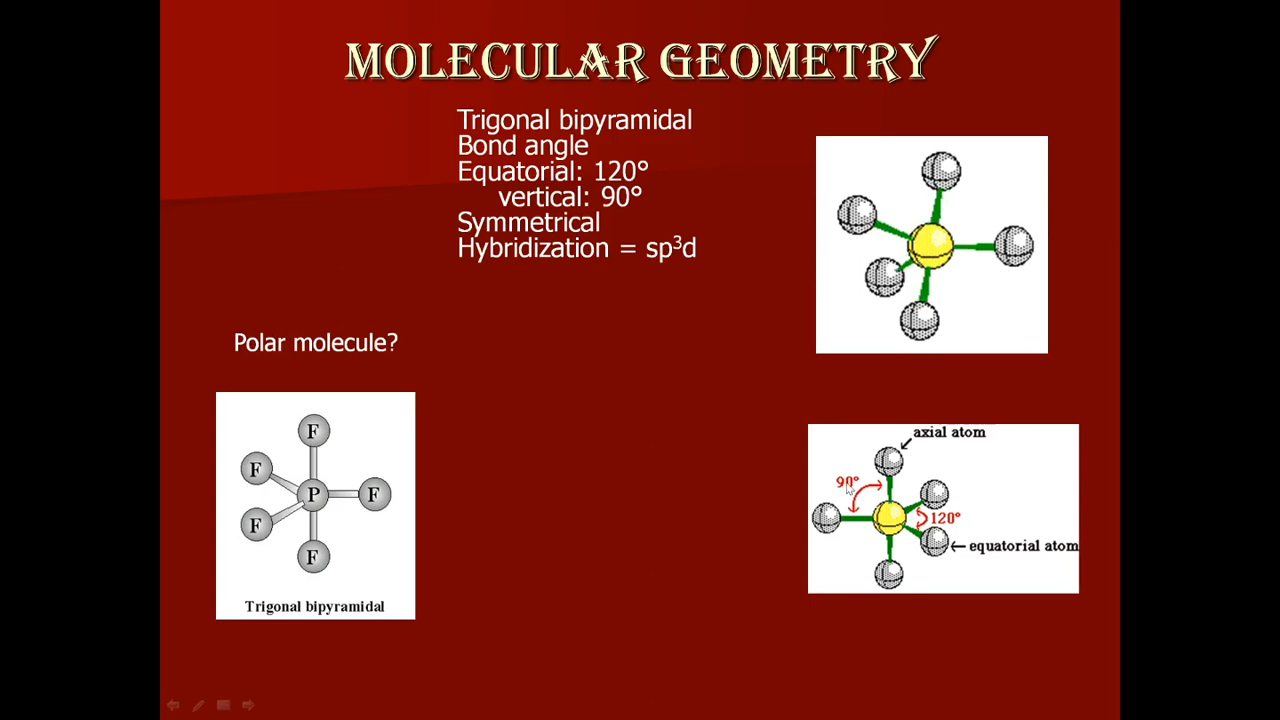 MOLECULAR GEOMETRY
Trigonal bipyramidal
Bond angle
Equatorial: 120°
vertical: 90°
Symmetrical
Hybridization = sp³d
Polar molecule?
F
F
P
F
F
F
Trigonal bipyramidal
axial atom
90°
120°
equatorial atom